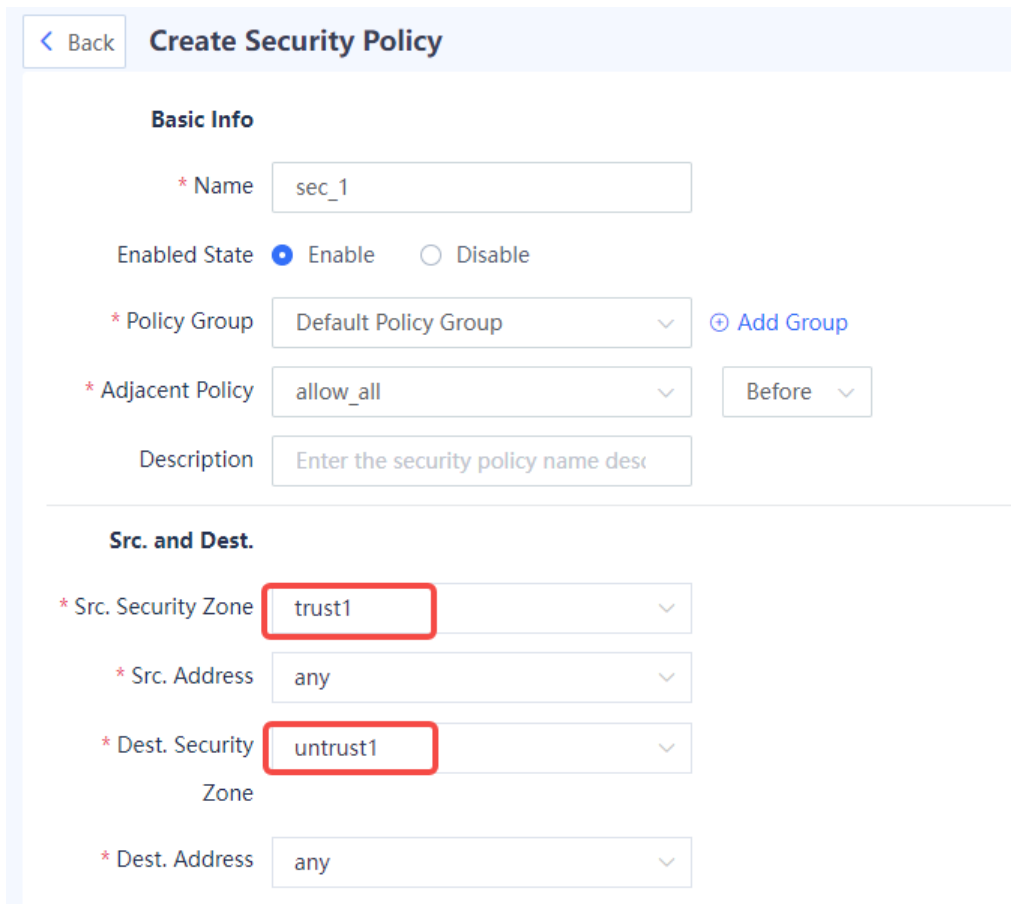 Back Create Security Policy
Basic Info
* Name sec_1
Enabled State Enable Disable
* Policy Group Default Policy Group Add Group
* Adjacent Policy allow_all Before
Description Enter the security policy name desc
Src. and Dest.
* Src. Security Zone trust1
* Src. Address any
* Dest. Security untrust1
Zone
* Dest. Address any